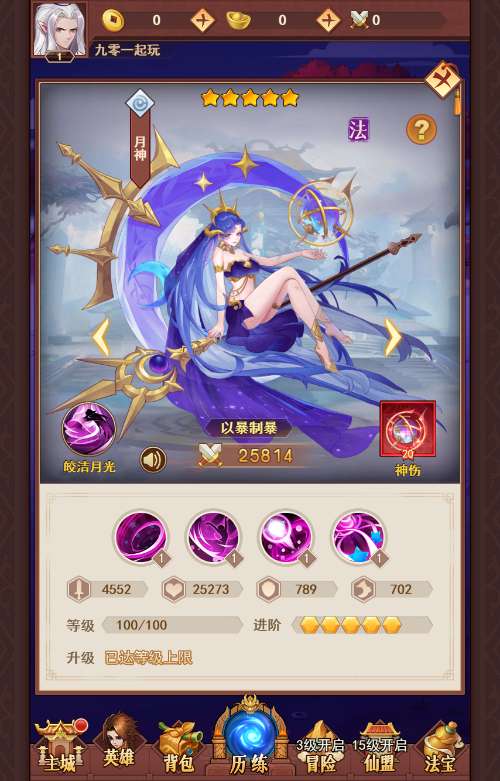 0
0
0
1
九零一起玩
月神
法
?
以暴制暴
25814
皎洁月光
20
神伤
1
1
1
1
4552
25273
789
702
等级 100/100
进阶
升级 已达等级上限
3级开启
15级开启
主城
英雄
背包
历练
冒险
仙盟
法宝